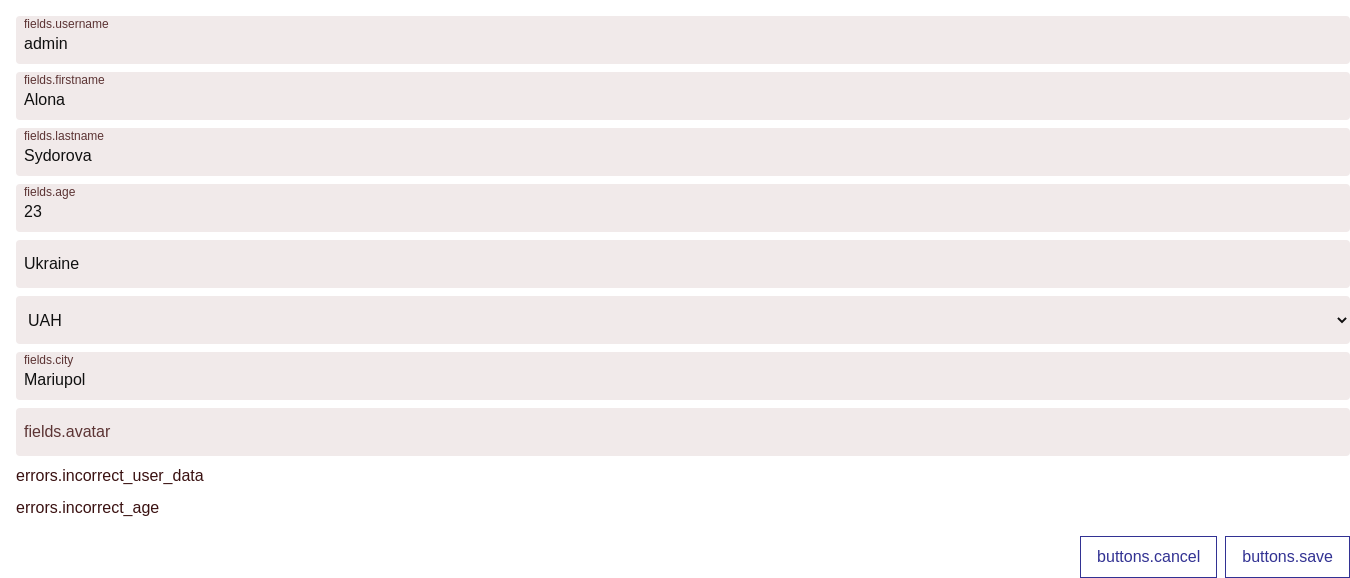 fields.username
admin
fields.firstname
Alona
fields.lastname
Sydorova
fields.age
23
Ukraine
UAH
fields.city
Mariupol
fields.avatar
errors.incorrect_user_data
errors.incorrect_age
buttons.cancel buttons.save